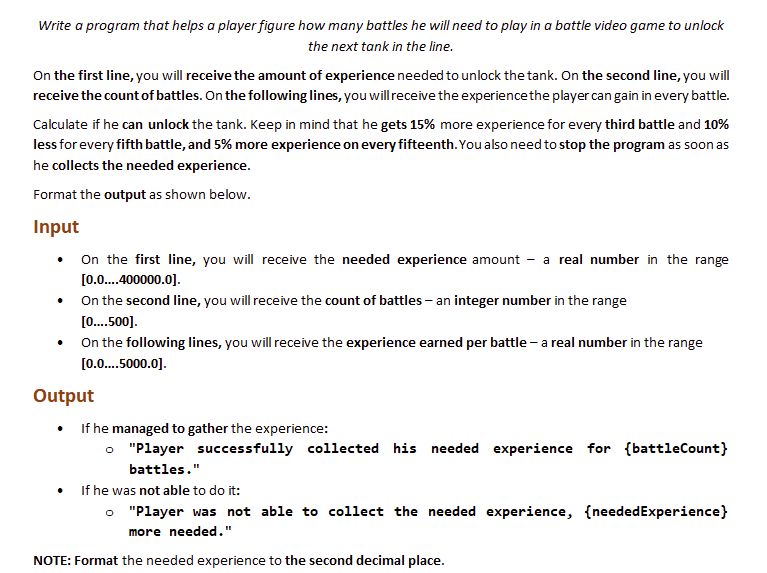 Write a program that helps a player figure how many battles he will need to play in a battle video game to unlock
the next tank in the line.
On the first line, you will receive the amount of experience needed to unlock the tank. On the second line, you will
receive the count of battles. On the following lines, you will receive the experience the player can gain in every battle.
Calculate if he can unlock the tank. Keep in mind that he gets 15% more experience for every third battle and 10%
less for every fifth battle, and 5% more experience on every fifteenth. You also need to stop the program as soon as
he collects the needed experience.
Format the output as shown below.
Input
• On the first line, you will receive the needed experience amount – a real number in the range
[0.0....400000.0].
• On the second line, you will receive the count of battles – an integer number in the range
[0....500].
• On the following lines, you will receive the experience earned per battle – a real number in the range
[0.0....5000.0].
Output
• If he managed to gather the experience:
o "Player successfully collected his needed experience for {battleCount}
battles."
• If he was not able to do it:
o "Player was not able to collect the needed experience, {neededExperience}
more needed."
NOTE: Format the needed experience to the second decimal place.